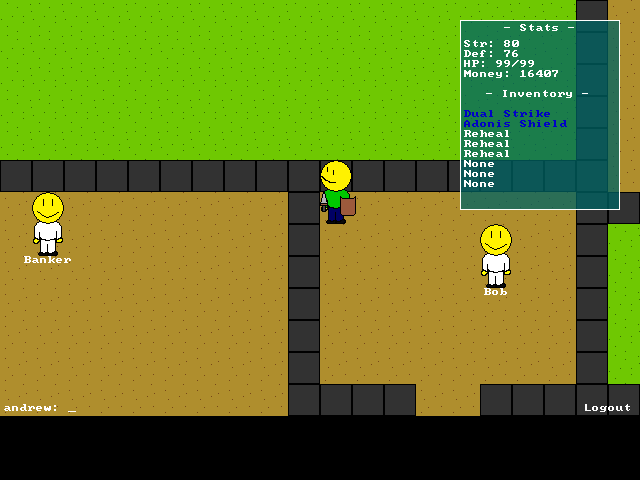 - Stats -
Str: 80
Def: 76
HP: 99/99
Money: 16407
- Inventory -
Dual Strike
Adonis Shield
Reheal
Reheal
Reheal
None
None
None
Banker
Bob
andrew: _
Logout